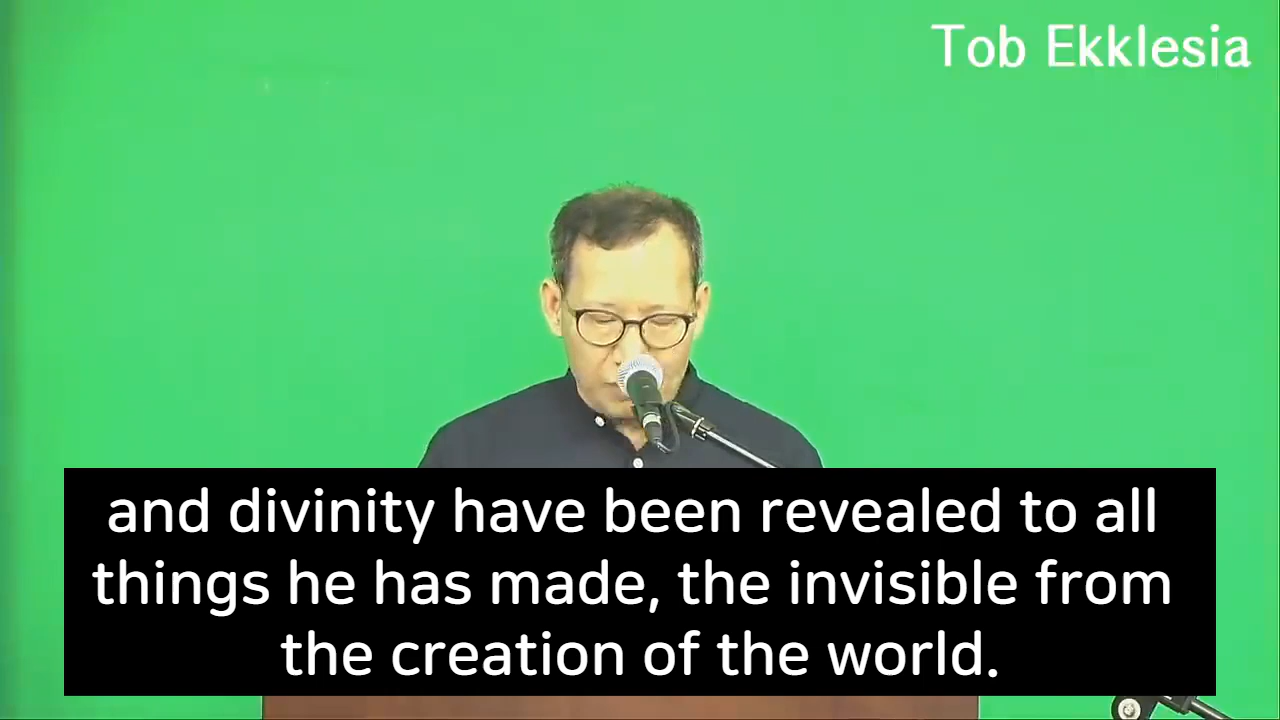 Tob Ekklesia
and divinity have been revealed to all
things he has made, the invisible from
the creation of the world.